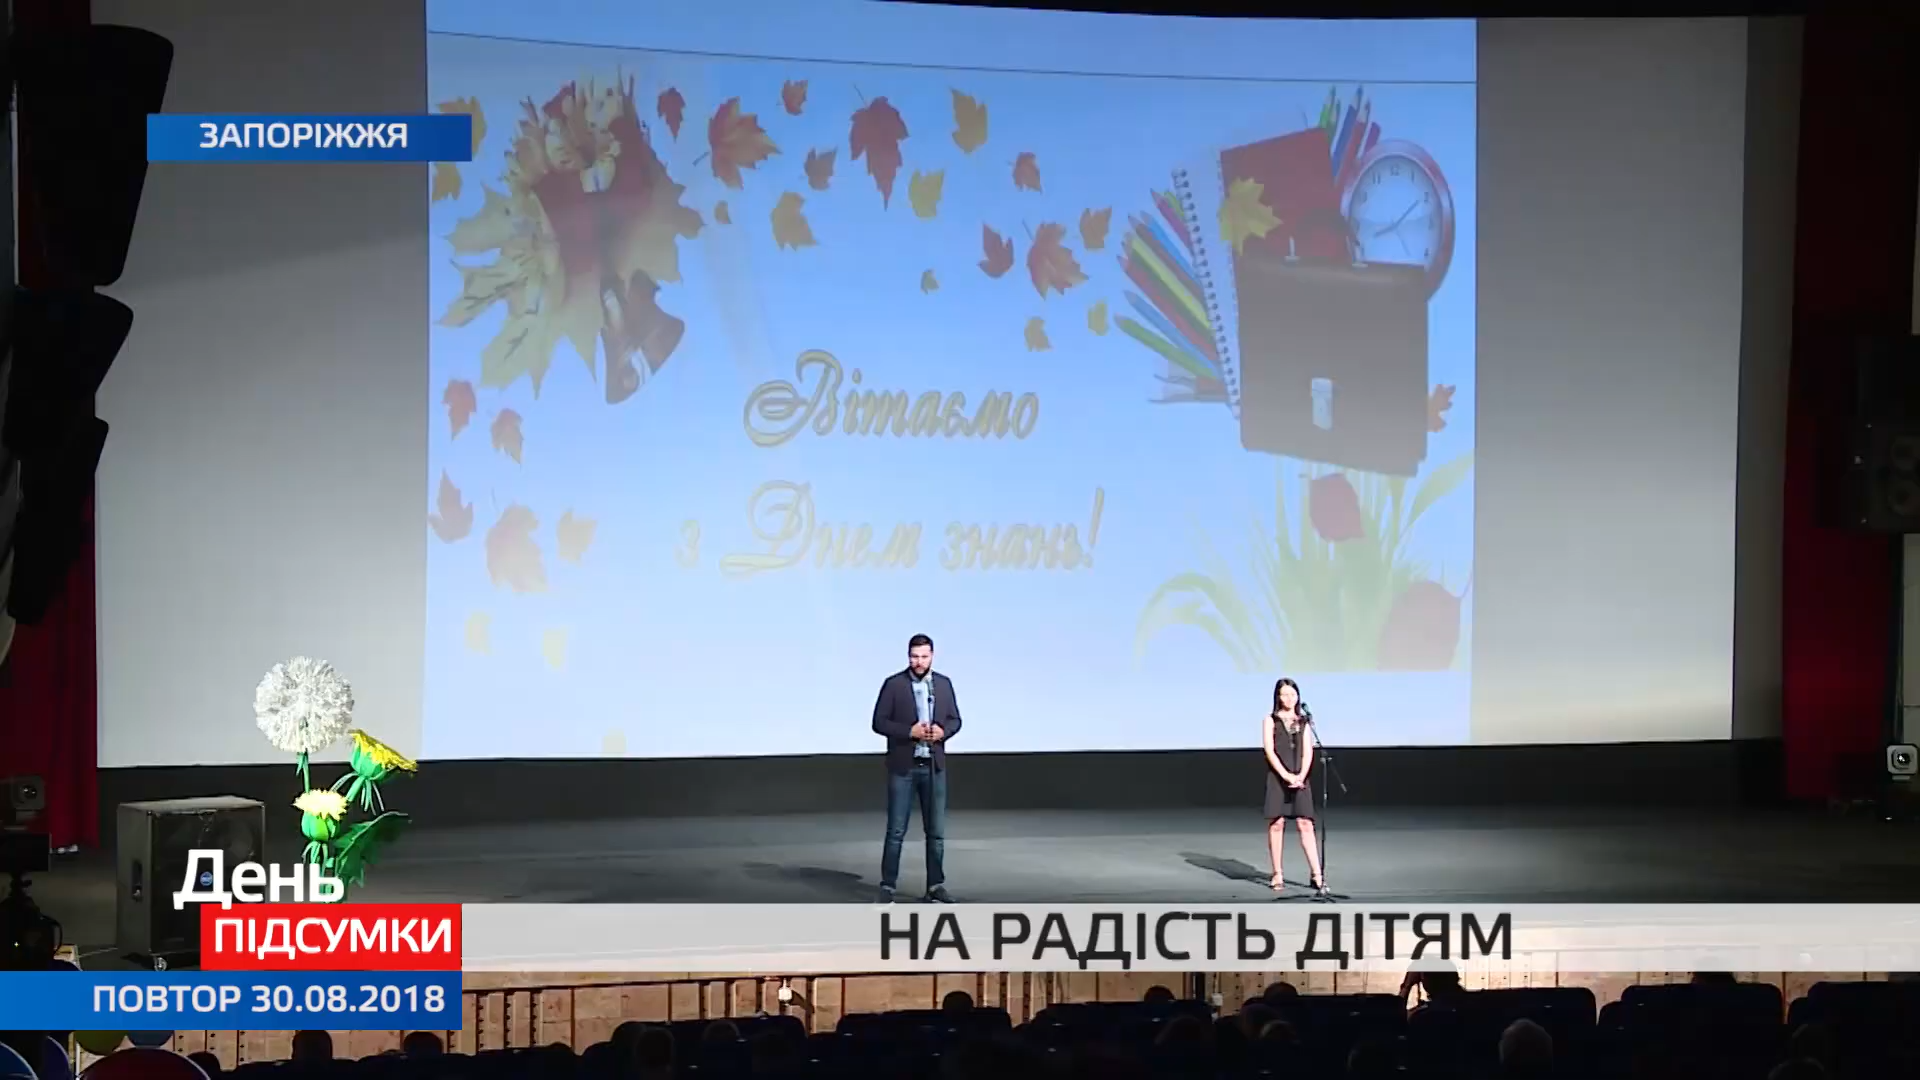 ЗАПОРІЖЖЯ
Вітаємо
з Днем знань!
День
ПІДСУМКИ
НА РАДІСТЬ ДІТЯМ
ПОВТОР 30.08.2018